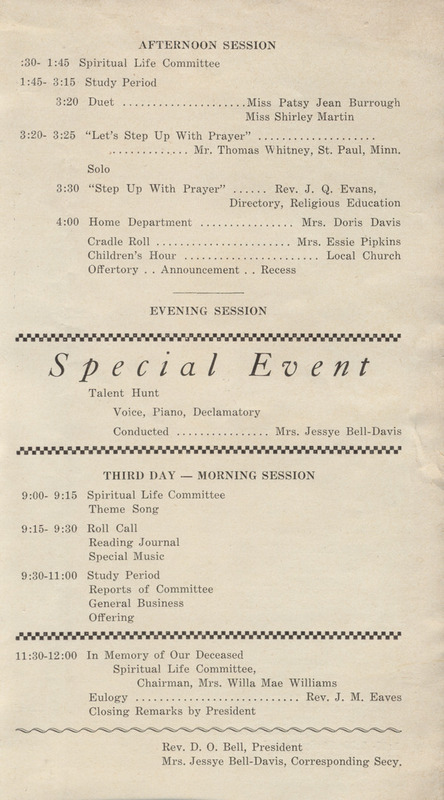 AFTERNOON SESSION
:30- 1:45 Spiritual Life Committee
1:45- 3:15 Study Period
3:20 Duet .....................Miss Patsy Jean Burrough
Miss Shirley Martin
3:20- 3:25 “Let’s Step Up With Prayer” ...................
.............. Mr. Thomas Whitney, St. Paul, Minn.
Solo
3:30 “Step Up With Prayer” ...... Rev. J. Q. Evans,
Directory, Religious Education
4:00 Home Department ................ Mrs. Doris Davis
Cradle Roll ....................... Mrs. Essie Pipkins
Children’s Hour ....................... Local Church
Offertory . . Announcement . . Recess
EVENING SESSION
Special Event
Talent Hunt
Voice, Piano, Declamatory
Conducted ................ Mrs. Jessye Bell-Davis
THIRD DAY — MORNING SESSION
9:00- 9:15 Spiritual Life Committee
Theme Song
9:15- 9:30 Roll Call
Reading Journal
Special Music
9:30-11:00 Study Period
Reports of Committee
General Business
Offering
11:30-12:00 In Memory of Our Deceased
Spiritual Life Committee,
Chairman, Mrs. Willa Mae Williams
Eulogy ............................ Rev. J. M. Eaves
Closing Remarks by President
Rev. D. O. Bell, President
Mrs. Jessye Bell-Davis, Corresponding Secy.